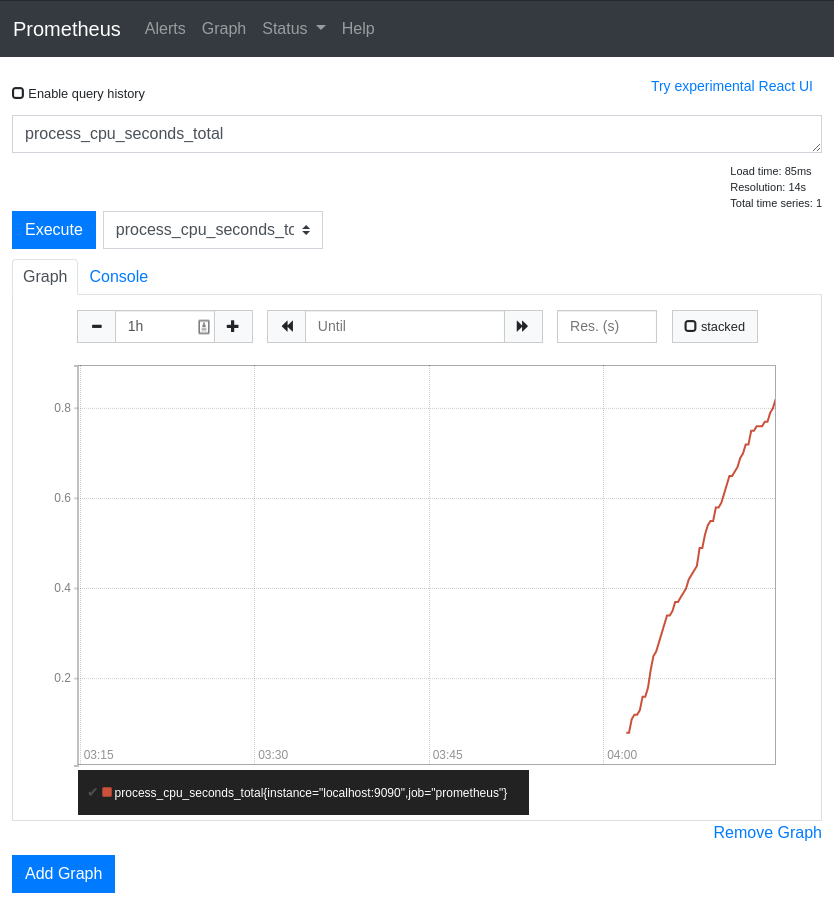 Prometheus Alerts Graph Status Help
Enable query history
Try experimental React UI
process_cpu_seconds_total
Load time: 85ms
Resolution: 14s
Total time series: 1
Execute process_cpu_seconds_tc
Graph Console
1h Until Res. (s) stacked
0.8
0.6
0.4
0.2
03:15 03:30 03:45 04:00
process_cpu_seconds_total{instance="localhost:9090",job="prometheus"}
Remove Graph
Add Graph